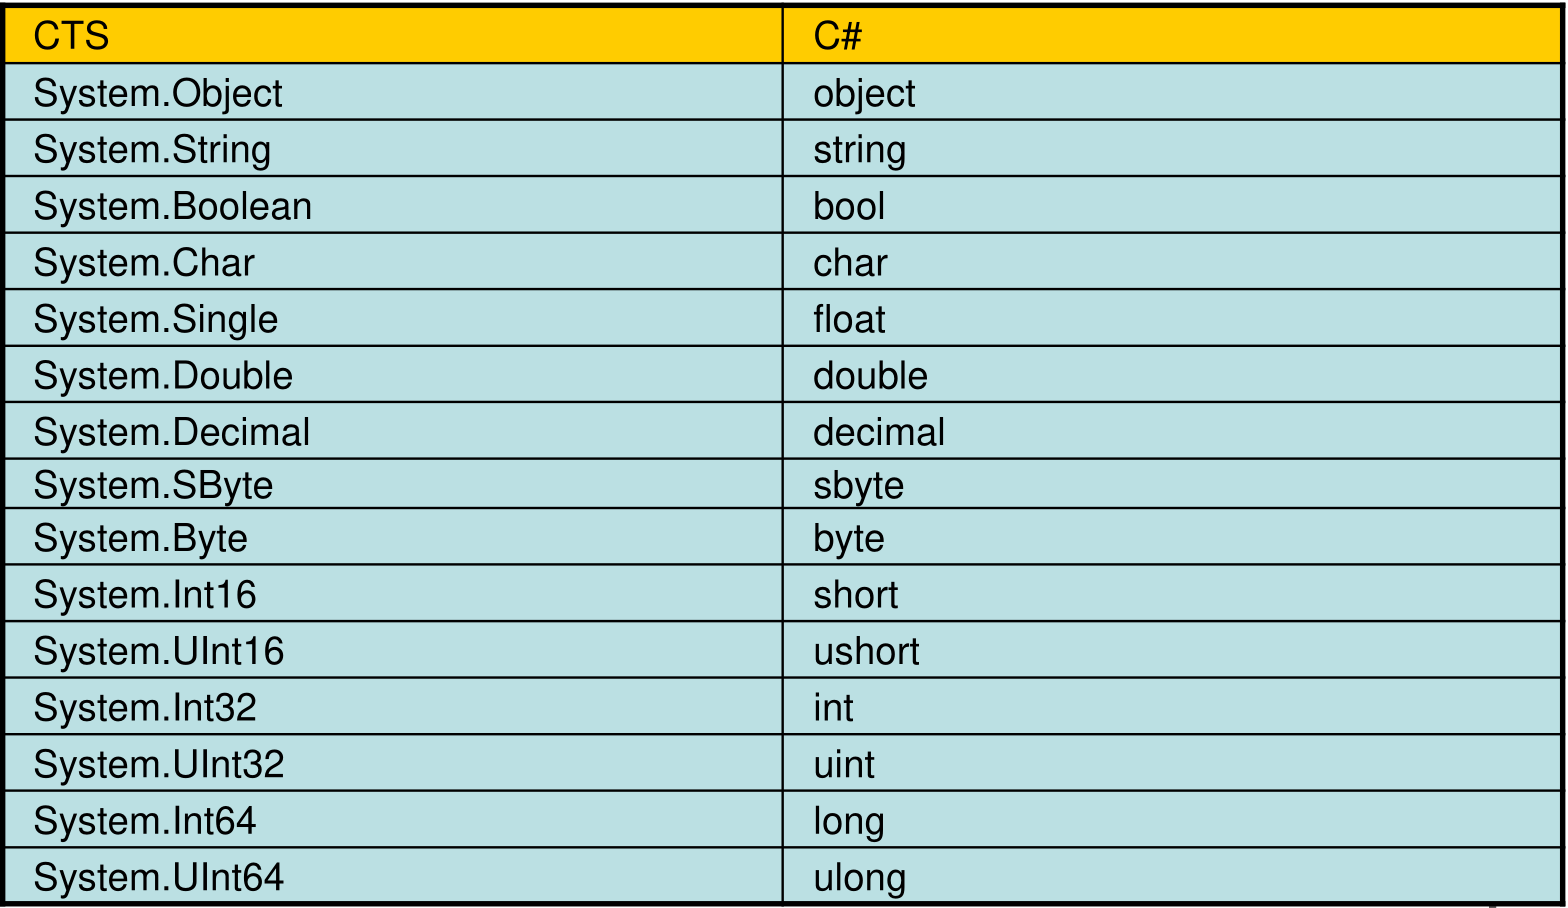 CTS C#
System.Object object
System.String string
System.Boolean bool
System.Char char
System.Single float
System.Double double
System.Decimal decimal
System.SByte sbyte
System.Byte byte
System.Int16 short
System.UInt16 ushort
System.Int32 int
System.UInt32 uint
System.Int64 long
System.UInt64 ulong